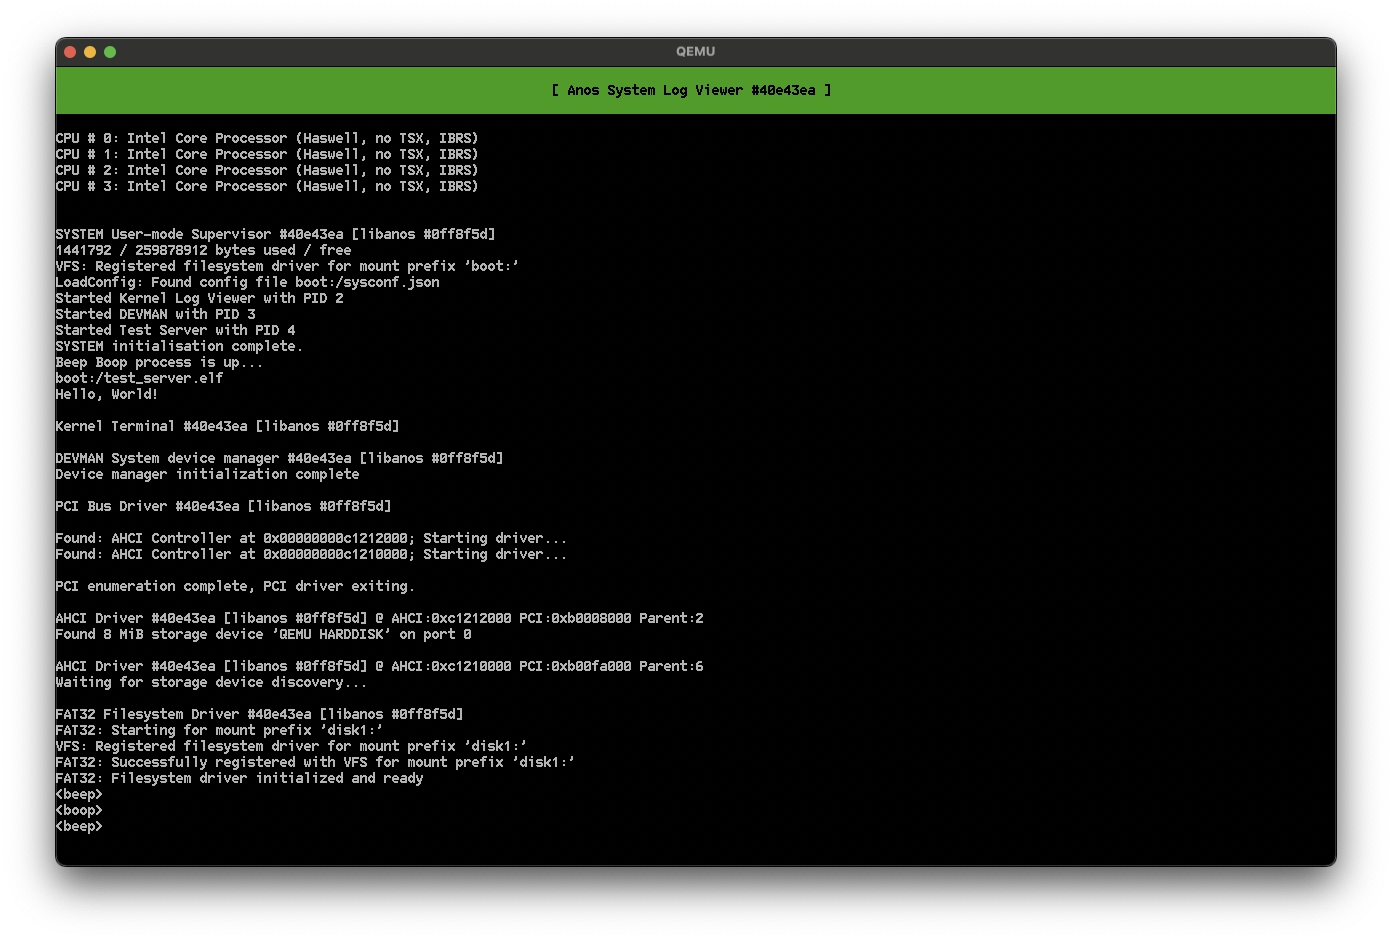 QEMU
[ Anos System Log Viewer #40e43ea ]
CPU # 0: Intel Core Processor (Haswell, no TSX, IBRS)
CPU # 1: Intel Core Processor (Haswell, no TSX, IBRS)
CPU # 2: Intel Core Processor (Haswell, no TSX, IBRS)
CPU # 3: Intel Core Processor (Haswell, no TSX, IBRS)
SYSTEM User-mode Supervisor #40e43ea [libanos #0ff8f5d]
1441792 / 259878912 bytes used / free
VFS: Registered filesystem driver for mount prefix 'boot:'
LoadConfig: Found config file boot:/sysconf.json
Started Kernel Log Viewer with PID 2
Started DEVMAN with PID 3
Started Test Server with PID 4
SYSTEM initialisation complete.
Beep Boop process is up...
boot:/test_server.elf
Hello, World!
Kernel Terminal #40e43ea [libanos #0ff8f5d]
DEVMAN System device manager #40e43ea [libanos #0ff8f5d]
Device manager initialization complete
PCI Bus Driver #40e43ea [libanos #0ff8f5d]
Found: AHCI Controller at 0x00000000c1212000; Starting driver...
Found: AHCI Controller at 0x00000000c1210000; Starting driver...
PCI enumeration complete, PCI driver exiting.
AHCI Driver #40e43ea [libanos #0ff8f5d] @ AHCI:0xc1212000 PCI:0xb0008000 Parent:2
Found 8 MiB storage device 'QEMU HARDDISK' on port 0
AHCI Driver #40e43ea [libanos #0ff8f5d] @ AHCI:0xc1210000 PCI:0xb00fa000 Parent:6
Waiting for storage device discovery...
FAT32 Filesystem Driver #40e43ea [libanos #0ff8f5d]
FAT32: Starting for mount prefix 'disk1:'
VFS: Registered filesystem driver for mount prefix 'disk1:'
FAT32: Successfully registered with VFS for mount prefix 'disk1:'
FAT32: Filesystem driver initialized and ready
<beep>
<boop>
<beep>